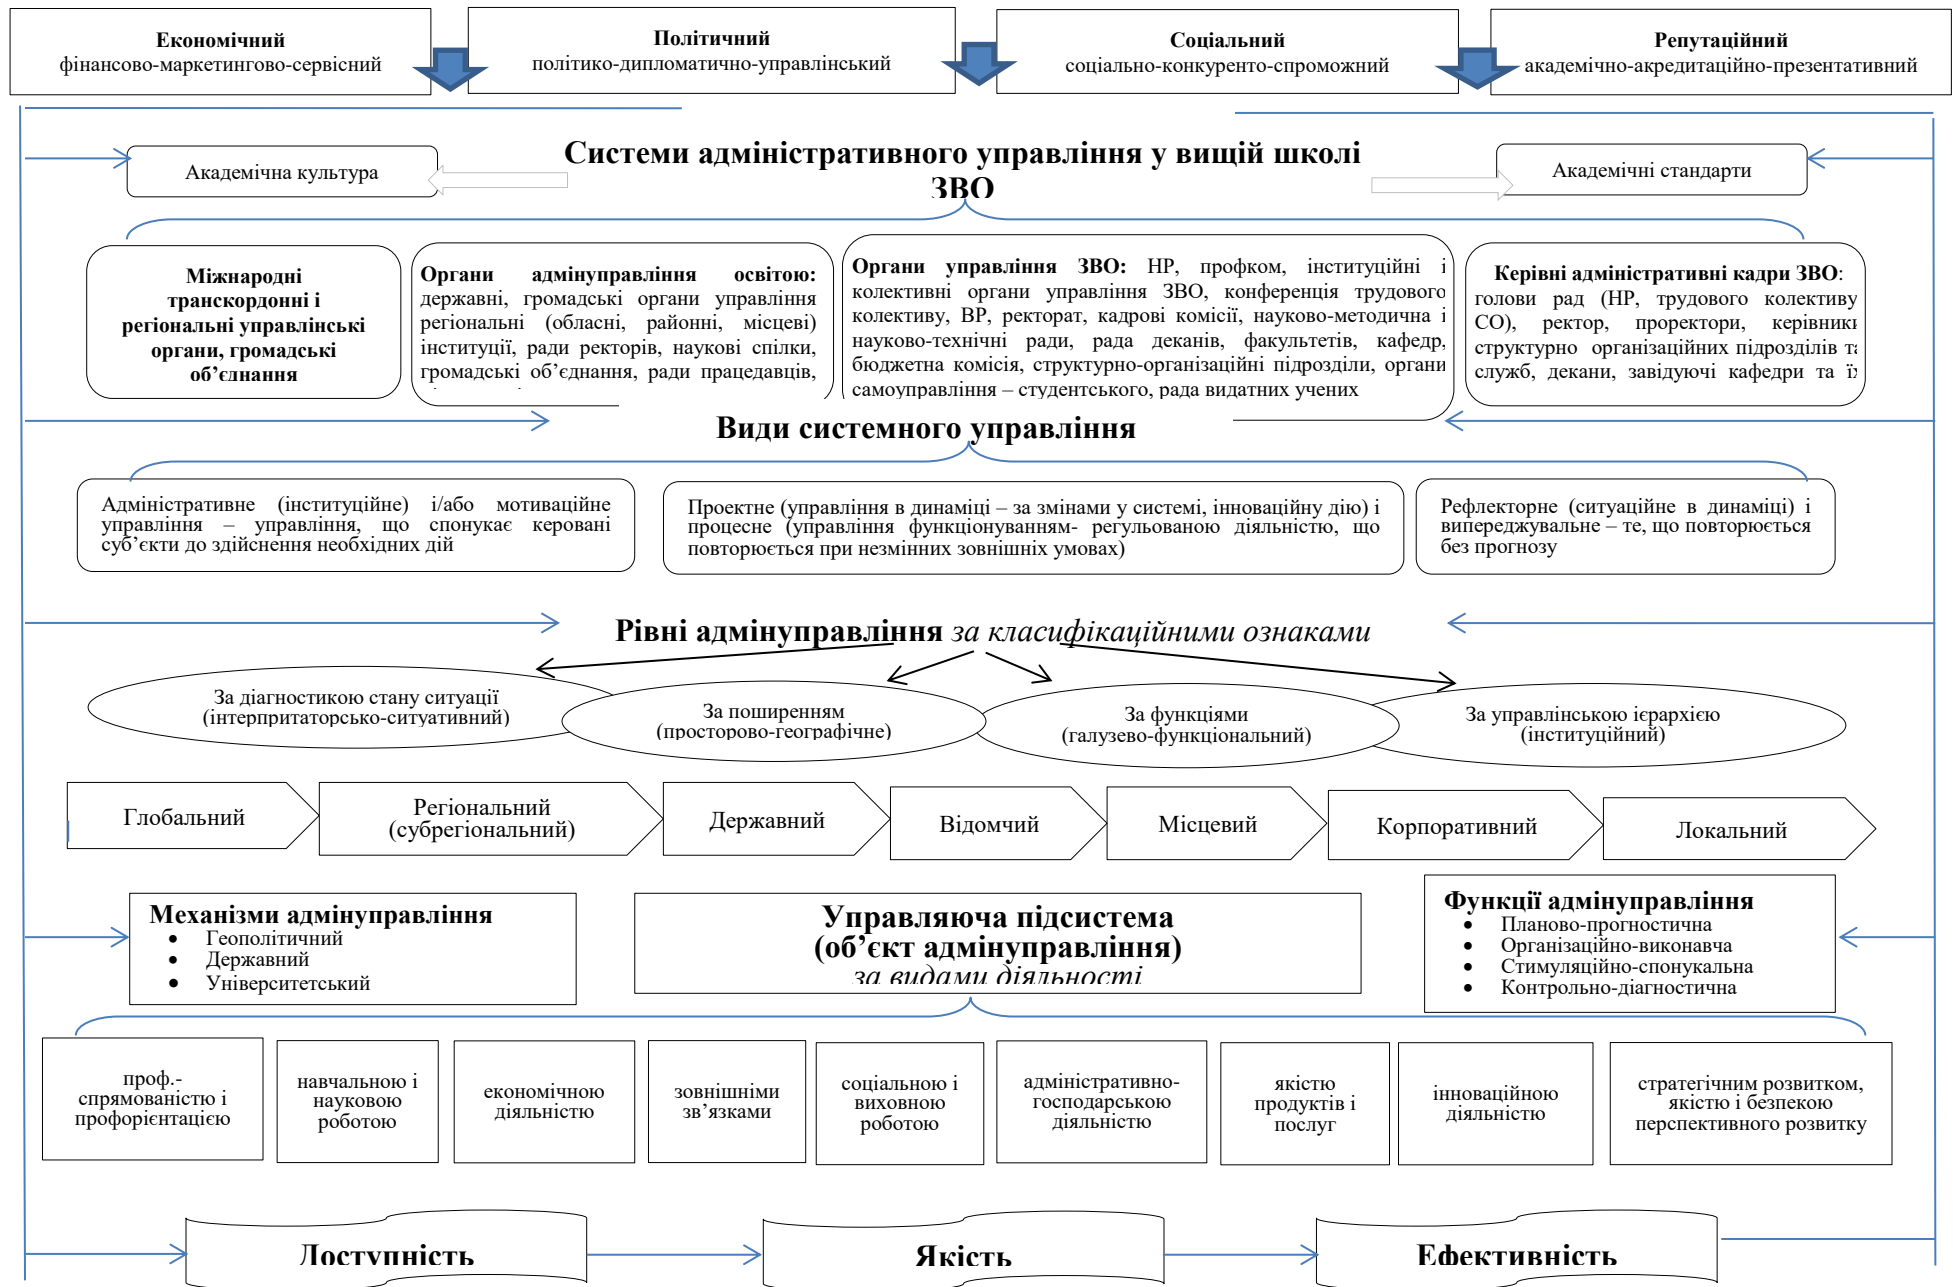 Економічний
фінансово-маркетингово-сервісний
Політичний
політико-дипломатично-управлінський
Соціальний
соціально-конкуренто-спроможний
Репутаційний
академічно-акредитаційно-презентативний
Системи адміністративного управління у вищій школі
ЗВО
Академічна культура
Академічні стандарти
Міжнародні
транскордонні і
регіональні управлінські
органи, громадські
об’єднання
Органи адмінуправління освітою:
державні, громадські органи управління
регіональні (обласні, районні, місцеві)
інституції, ради ректорів, наукові спілки,
громадські об’єднання, ради працедавців,
Органи управління ЗВО: НР, профком, інституційні і
колективні органи управління ЗВО, конференція трудового
колективу, ВР, ректорат, кадрові комісії, науково-методична і
науково-технічні ради, рада деканів, факультетів, кафедр,
бюджетна комісія, структурно-організаційні підрозділи, органи
самоуправління – студентського, рада видатних учених
Керівні адміністративні кадри ЗВО:
голови рад (НР, трудового колективу
СО), ректор, проректори, керівники
структурно організаційних підрозділів та
служб, декани, завідуючі кафедри та їх
Види системного управління
Адміністративне (інституційне) і/або мотиваційне
управління – управління, що спонукає керовані
суб’єкти до здійснення необхідних дій
Проектне (управління в динаміці – за змінами у системі, інноваційну дію) і
процесне (управління функціонуванням- регульованою діяльністю, що
повторюється при незмінних зовнішніх умовах)
Рефлекторне (ситуаційне в динаміці) і
випереджувальне – те, що повторюється
без прогнозу
Рівні адмінуправління за класифікаційними ознаками
За діагностикою стану ситуації
(інтерпритаторсько-ситуативний)
За поширенням
(просторово-географічне)
За функціями
(галузево-функціональний)
За управлінською ієрархією
(інституційний)
Глобальний
Регіональний
(субрегіональний)
Державний
Відомчий
Місцевий
Корпоративний
Локальний
Механізми адмінуправління
• Геополітичний
• Державний
• Університетський
Управляюча підсистема
(об’єкт адмінуправління)
за видами діяльності
Функції адмінуправління
• Планово-прогностична
• Організаційно-виконавча
• Стимуляційно-спонукальна
• Контрольно-діагностична
проф.-
спрямованістю і
профорієнтацією
навчальною і
науковою
роботою
економічною
діяльністю
зовнішніми
зв’язками
соціальною і
виховною
роботою
адміністративно-
господарською
діяльністю
якістю
продуктів і
послуг
інноваційною
діяльністю
стратегічним розвитком,
якістю і безпекою
перспективного розвитку
Доступність
Якість
Ефективність